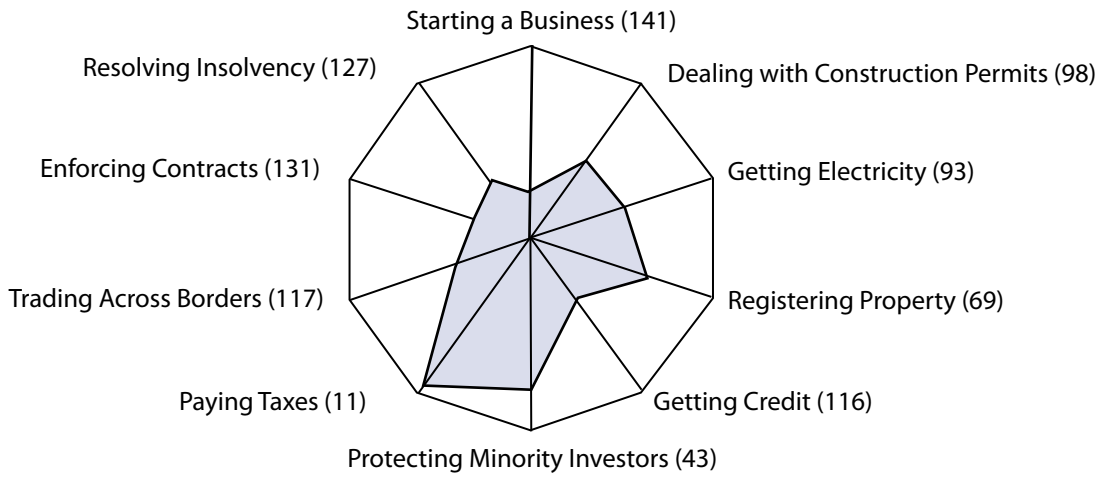 Starting a Business (141)
Dealing with Construction Permits (98)
Getting Electricity (93)
Registering Property (69)
Getting Credit (116)
Protecting Minority Investors (43)
Paying Taxes (11)
Trading Across Borders (117)
Enforcing Contracts (131)
Resolving Insolvency (127)